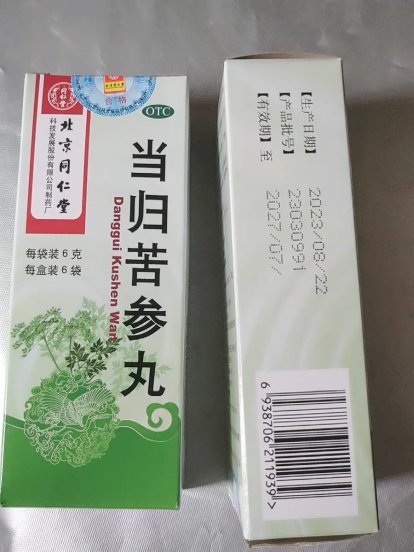 同仁堂
合格
OTC
北京同仁堂
科技发展股份有限公司制药厂
当归苦参丸
Danggui Kushen Wan
每袋装6克
每盒装6袋
【生产日期】 2023/08/22
【产品批号】 23030991
【有效期】 至 2027/07/
6 938706 211939